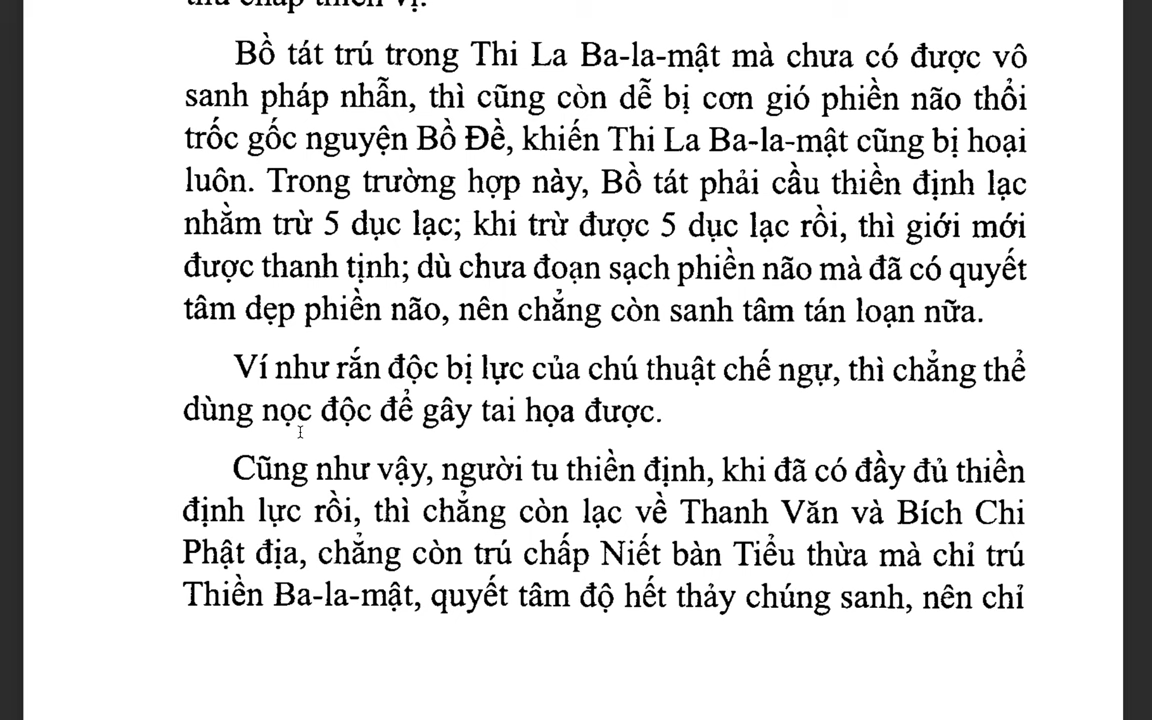 thủ chấp thiền vị.
Bồ tát trú trong Thi La Ba-la-mật mà chưa có được vô
sanh pháp nhẫn, thì cũng còn dễ bị cơn gió phiền não thổi
trốc gốc nguyện Bồ Đề, khiến Thi La Ba-la-mật cũng bị hoại
luôn. Trong trường hợp này, Bồ tát phải cầu thiền định lạc
nhằm trừ 5 dục lạc; khi trừ được 5 dục lạc rồi, thì giới mới
được thanh tịnh; dù chưa đoạn sạch phiền não mà đã có quyết
tâm dẹp phiền não, nên chẳng còn sanh tâm tán loạn nữa.
Ví như rắn độc bị lực của chú thuật chế ngự, thì chẳng thể
dùng nọc độc để gây tai họa được.
Cũng như vậy, người tu thiền định, khi đã có đầy đủ thiền
định lực rồi, thì chẳng còn lạc về Thanh Văn và Bích Chi
Phật địa, chẳng còn trú chấp Niết bàn Tiểu thừa mà chỉ trú
Thiền Ba-la-mật, quyết tâm độ hết thảy chúng sanh, nên chỉ